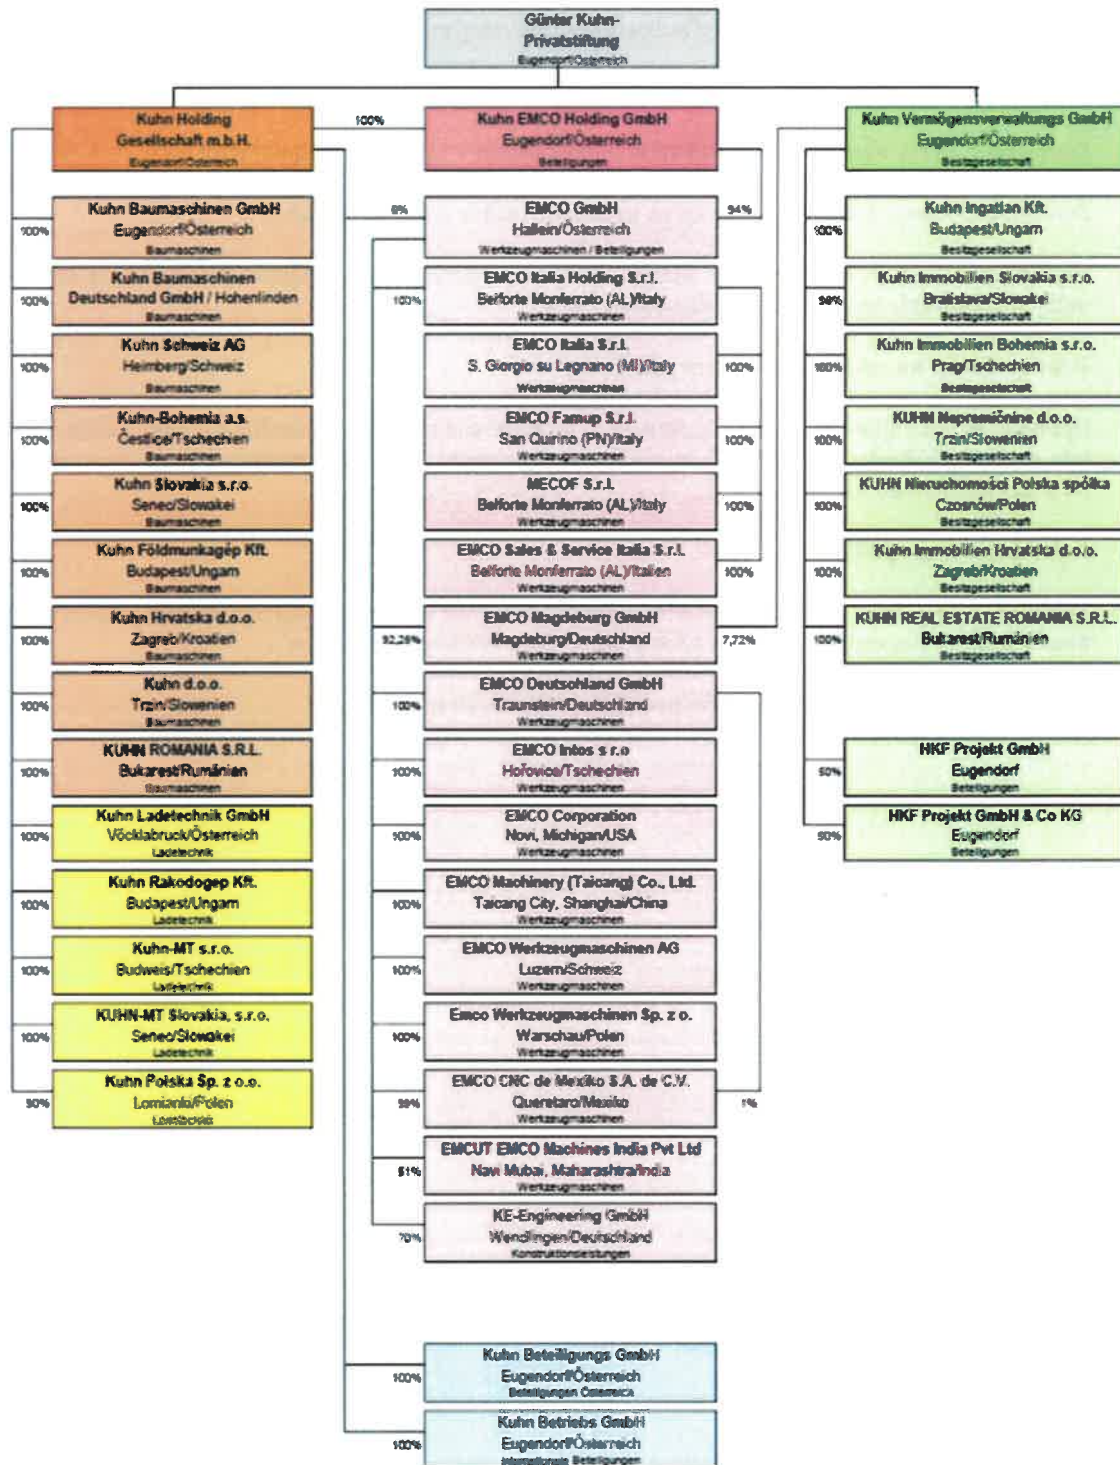 Günter Kuhn-
Privatstiftung
Eugendorf/Österreich
Kuhn Holding
Gesellschaft m.b.H.
Eugendorf/Österreich
100%
Kuhn EMCO Holding GmbH
Eugendorf/Österreich
Beteiligungen
Kuhn Vermögensverwaltungs GmbH
Eugendorf/Österreich
Besitzgesellschaft
100%
Kuhn Baumaschinen GmbH
Eugendorf/Österreich
Baumaschinen
100%
Kuhn Baumaschinen
Deutschland GmbH / Hohenlinden
Baumaschinen
100%
Kuhn Schweiz AG
Heimberg/Schweiz
Baumaschinen
100%
Kuhn-Bohemia a.s.
Čestlice/Tschechien
Baumaschinen
100%
Kuhn Slovakia s.r.o.
Senec/Slowakei
Baumaschinen
100%
Kuhn Földmunkagép Kft.
Budapest/Ungarn
Baumaschinen
100%
Kuhn Hrvatska d.o.o.
Zagreb/Kroatien
Baumaschinen
100%
Kuhn d.o.o.
Trzin/Slowenien
Baumaschinen
100%
KUHN ROMANIA S.R.L.
Bukarest/Rumänien
Baumaschinen
100%
Kuhn Ladetechnik GmbH
Vöcklabruck/Österreich
Ladetechnik
100%
Kuhn Rakodogep Kft.
Budapest/Ungarn
Ladetechnik
100%
Kuhn-MT s.r.o.
Budweis/Tschechien
Ladetechnik
100%
KUHN-MT Slovakia, s.r.o.
Senec/Slowakei
Ladetechnik
Kuhn Polska Sp. z o.o.
Lomianki/Polen
Ladetechnik
6%
EMCO GmbH
Hallein/Österreich
Werkzeugmaschinen / Beteiligungen
94%
100%
EMCO Italia Holding S.r.l.
Belforte Monferrato (AL)/Italy
Werkzeugmaschinen
EMCO Italia S.r.l.
S. Giorgio su Legnano (MI)/Italy
Werkzeugmaschinen
100%
EMCO Famup S.r.l.
San Quirino (PN)/Italy
Werkzeugmaschinen
100%
MECOF S.r.l.
Belforte Monferrato (AL)/Italy
Werkzeugmaschinen
100%
EMCO Sales & Service Italia S.r.l.
Belforte Monferrato (AL)/Italien
Werkzeugmaschinen
100%
92,28%
EMCO Magdeburg GmbH
Magdeburg/Deutschland
Werkzeugmaschinen
7,72%
100%
EMCO Deutschland GmbH
Traunstein/Deutschland
Werkzeugmaschinen
100%
EMCO Intos s r.o
Hořovice/Tschechien
Werkzeugmaschinen
100%
EMCO Corporation
Novi, Michigan/USA
Werkzeugmaschinen
100%
EMCO Machinery (Taicang) Co., Ltd.
Taicang City, Shanghai/China
Werkzeugmaschinen
100%
EMCO Werkzeugmaschinen AG
Luzern/Schweiz
Werkzeugmaschinen
100%
Emco Werkzeugmaschinen Sp. z o.
Warschau/Polen
Werkzeugmaschinen
99%
EMCO CNC de Mexiko S.A. de C.V.
Queretaro/Mexiko
Werkzeugmaschinen
1%
51%
EMCUT EMCO Machines India Pvt Ltd
Navi Mubai, Maharashtra/India
Werkzeugmaschinen
70%
KE-Engineering GmbH
Wendlingen/Deutschland
Konstruktionsleistungen
100%
Kuhn Beteiligungs GmbH
Eugendorf/Österreich
Beteiligungen Österreich
100%
Kuhn Betriebs GmbH
Eugendorf/Österreich
Internationale Beteiligungen
100%
Kuhn Ingatlan Kft.
Budapest/Ungarn
Besitzgesellschaft
Kuhn Immobilien Slovakia s.r.o.
Bratislava/Slowakei
Besitzgesellschaft
100%
Kuhn Immobilien Bohemia s.r.o.
Prag/Tschechien
Besitzgesellschaft
100%
KUHN Nepremičnine d.o.o.
Trzin/Slowenien
Besitzgesellschaft
100%
KUHN Nieruchomości Polska spółka
Czosnów/Polen
Besitzgesellschaft
100%
Kuhn Immobilien Hrvatska d.o.o.
Zagreb/Kroatien
Besitzgesellschaft
100%
KUHN REAL ESTATE ROMANIA S.R.L.
Bukarest/Rumänien
Besitzgesellschaft
50%
HKF Projekt GmbH
Eugendorf
Beteiligungen
HKF Projekt GmbH & Co KG
Eugendorf
Beteiligungen